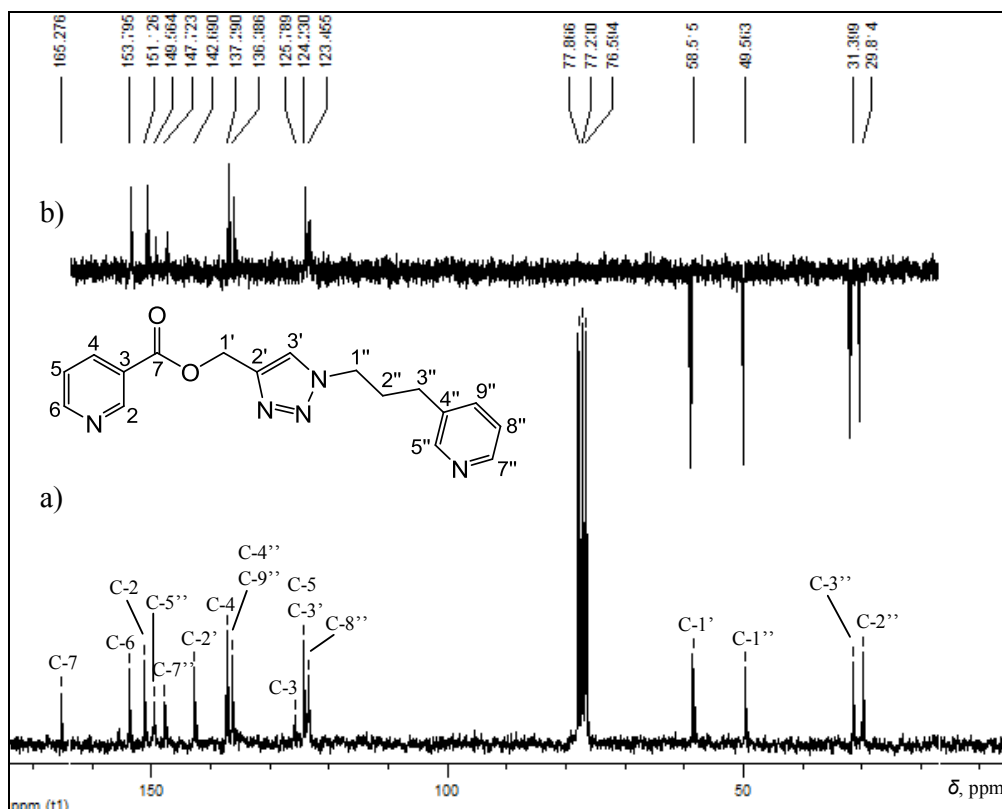 165.276
153.795
151.126
149.564
147.723
142.690
137.290
136.386
125.789
124.230
123.455
77.866
77.230
76.594
58.515
49.563
31.399
29.814
b)
O
4
3
5
6
N
2
7
O
1'
2'
3'
N
N
N
1''
2''
3''
4''
9''
8''
5''
N
7''
a)
C-7
C-6
C-2
C-5’’
C-7’’
C-2’
C-4
C-4’’
C-9’’
C-3
C-5
C-3’
C-8’’
C-1’
C-1’’
C-3’’
C-2’’
150
100
50
δ, ppm
ppm (t1)